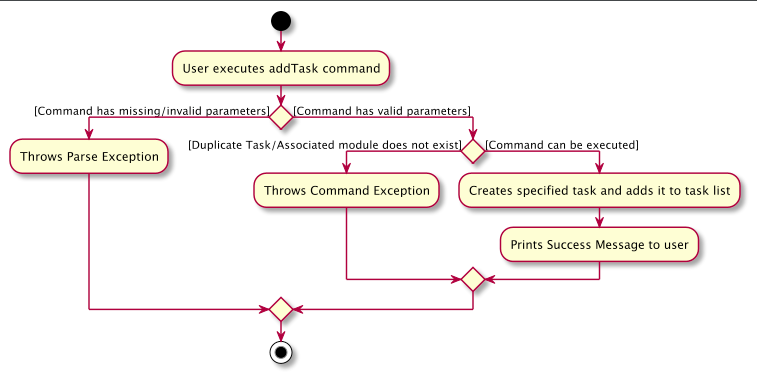 User executes addTask command
[Command has missing/invalid parameters]
[Command has valid parameters]
Throws Parse Exception
[Duplicate Task/Associated module does not exist]
[Command can be executed]
Throws Command Exception
Creates specified task and adds it to task list
Prints Success Message to user